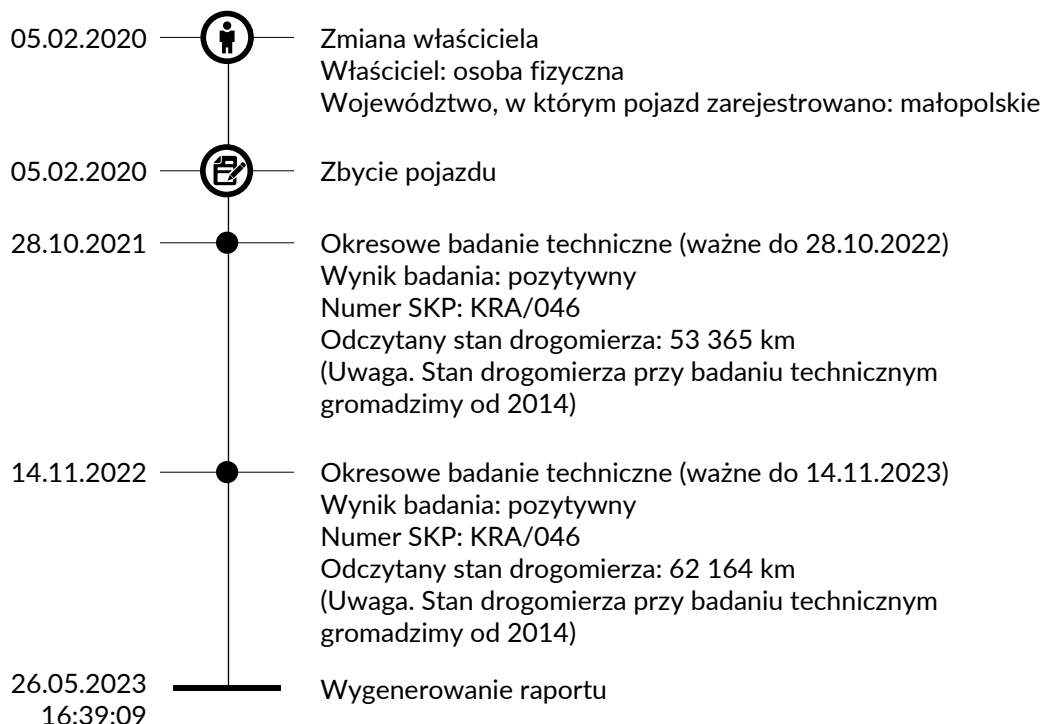 05.02.2020 Zmiana właściciela
Właściciel: osoba fizyczna
Województwo, w którym pojazd zarejestrowano: małopolskie
05.02.2020 Zbycie pojazdu
28.10.2021 Okresowe badanie techniczne (ważne do 28.10.2022)
Wynik badania: pozytywny
Numer SKP: KRA/046
Odczytany stan drogomierza: 53 365 km
(Uwaga. Stan drogomierza przy badaniu technicznym
gromadzimy od 2014)
14.11.2022 Okresowe badanie techniczne (ważne do 14.11.2023)
Wynik badania: pozytywny
Numer SKP: KRA/046
Odczytany stan drogomierza: 62 164 km
(Uwaga. Stan drogomierza przy badaniu technicznym
gromadzimy od 2014)
26.05.2023 Wygenerowanie raportu
16:39:09